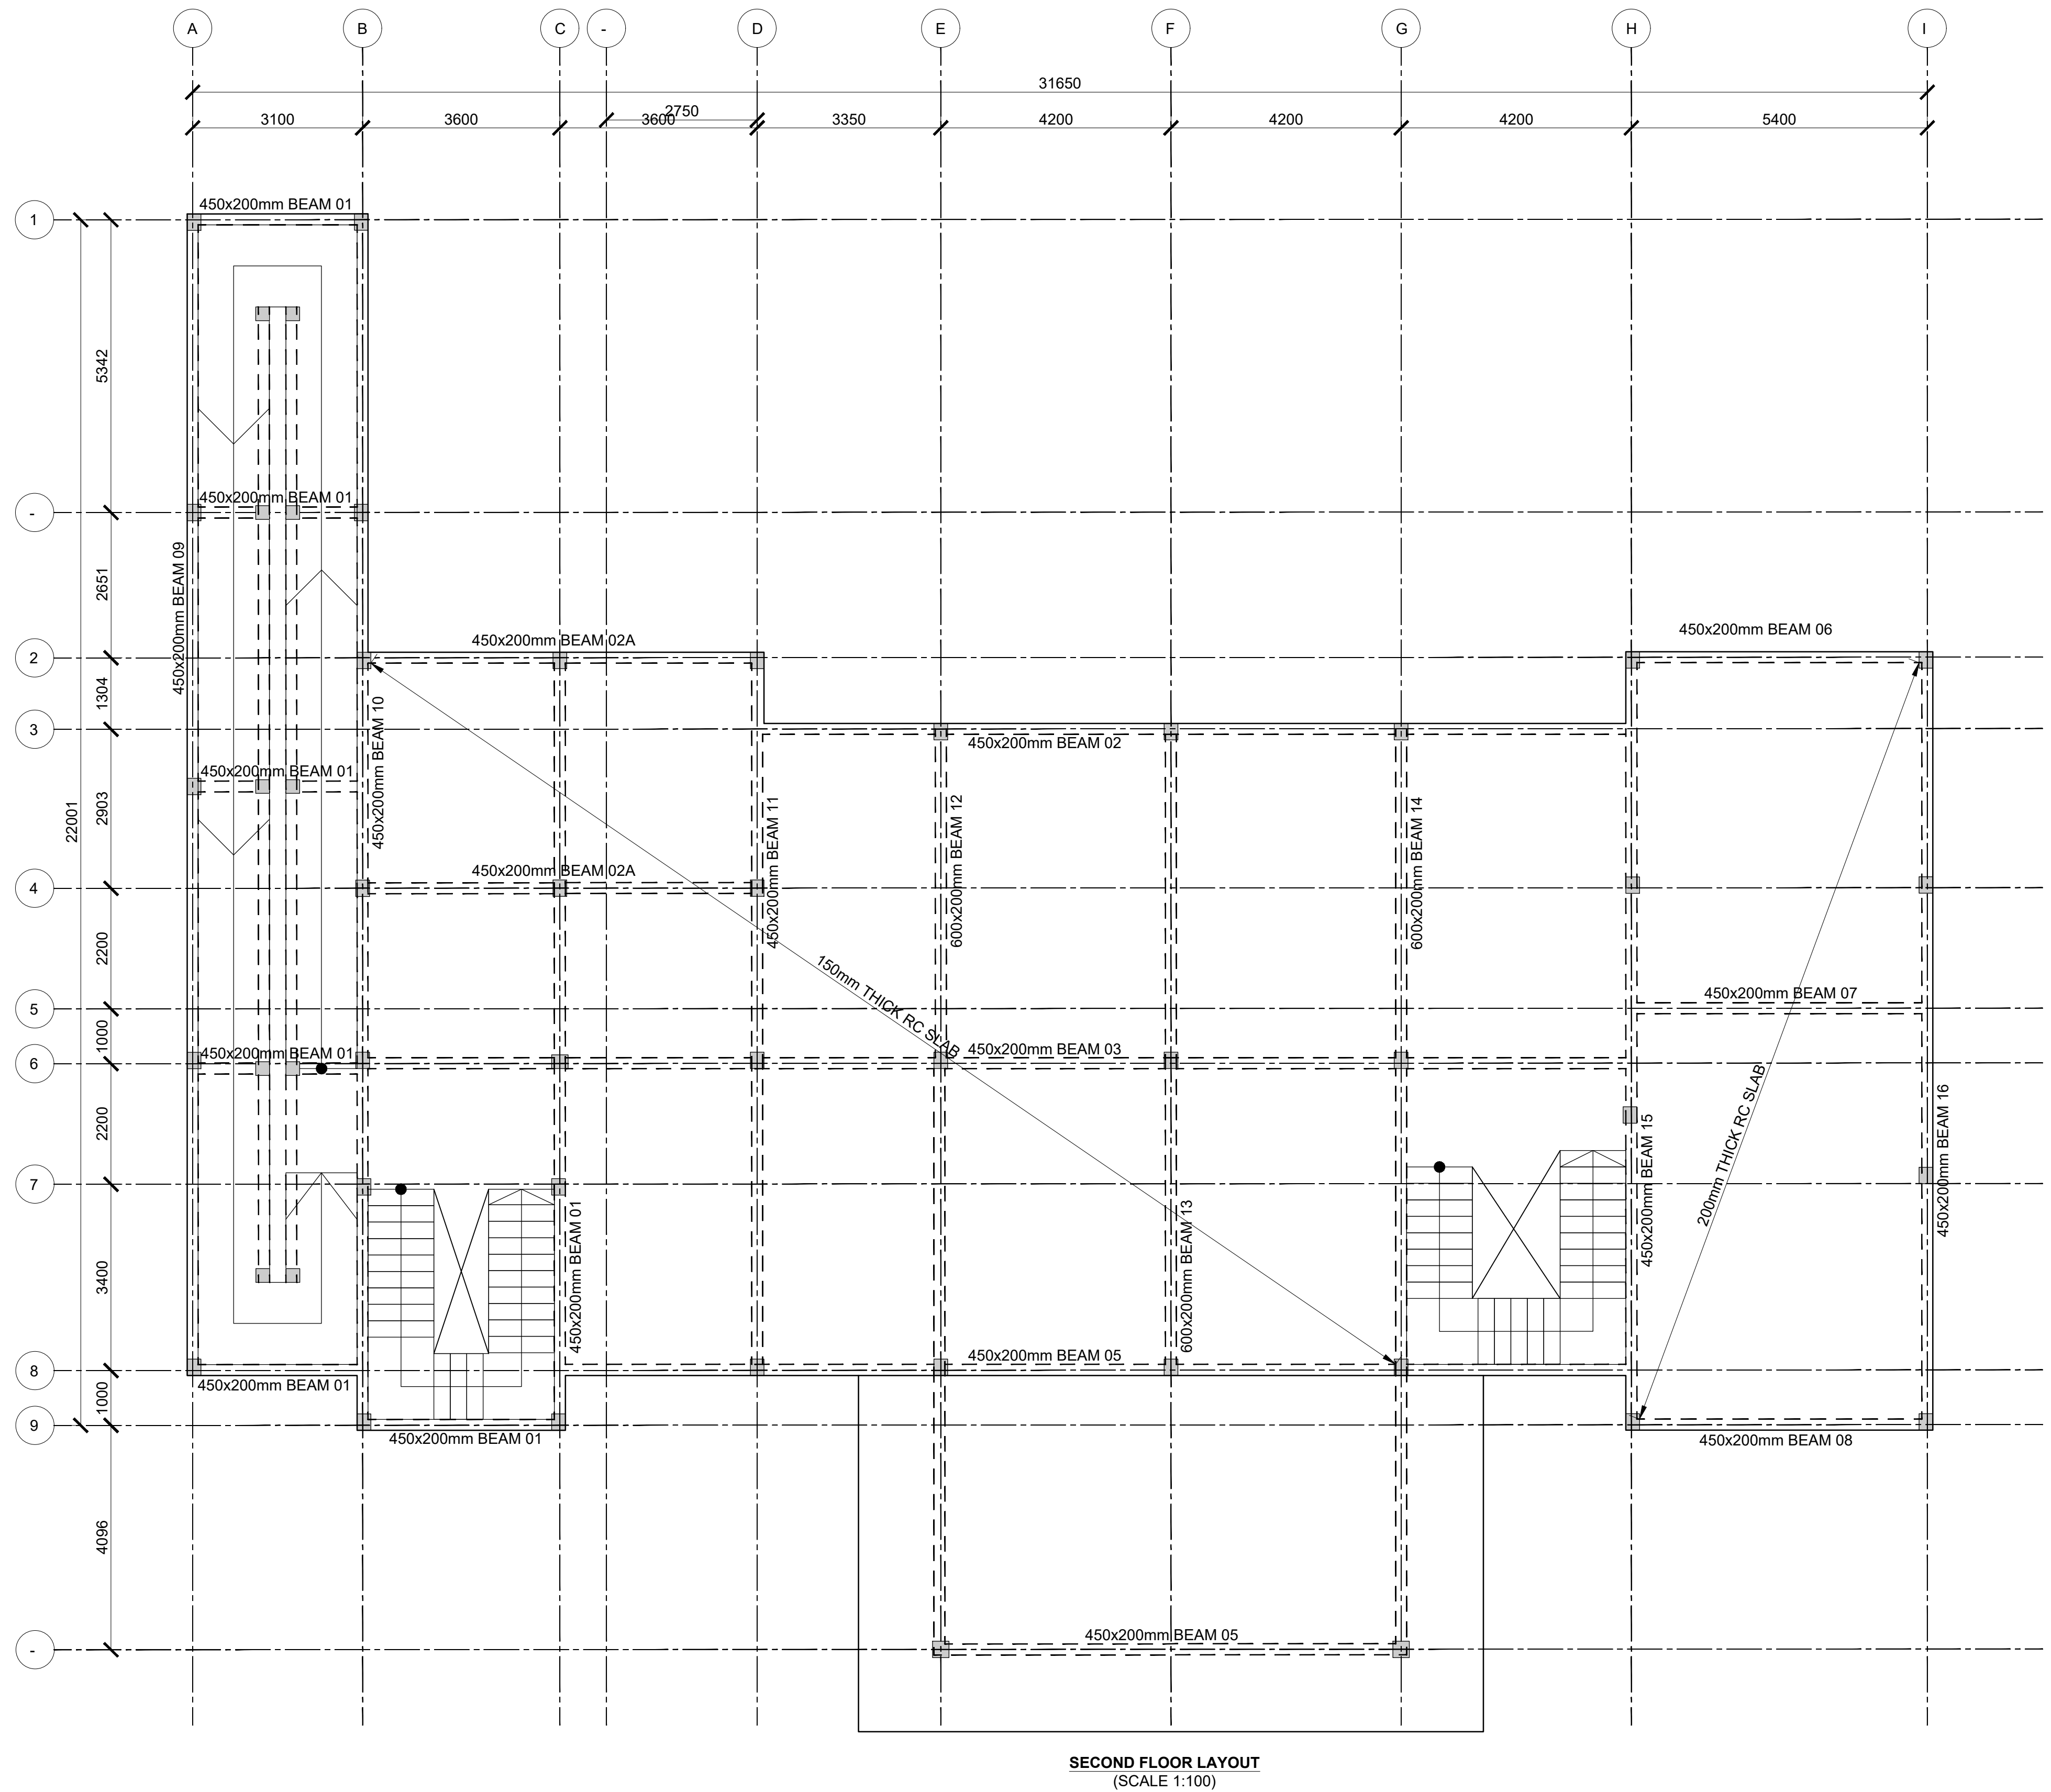 A
B
C
-
D
E
F
G
H
I
31650
2750
3100
3600
3600
3350
4200
4200
4200
5400
1
450x200mm BEAM 01
5342
-
450x200mm BEAM 01
450x200mm BEAM 09
2651
2
450x200mm BEAM 02A
450x200mm BEAM 06
1304
3
450x200mm BEAM 10
450x200mm BEAM 02
450x200mm BEAM 01
22001
2903
450x200mm BEAM 11
600x200mm BEAM 12
600x200mm BEAM 14
450x200mm BEAM 02A
4
2200
150mm THICK RC SLAB
450x200mm BEAM 07
5
1000
450x200mm BEAM 01
450x200mm BEAM 03
6
2200
200mm THICK RC SLAB
450x200mm BEAM 15
450x200mm BEAM 16
7
450x200mm BEAM 01
600x200mm BEAM 13
3400
450x200mm BEAM 05
8
450x200mm BEAM 01
1000
9
450x200mm BEAM 01
450x200mm BEAM 08
4096
450x200mm BEAM 05
-
SECOND FLOOR LAYOUT
(SCALE 1:100)